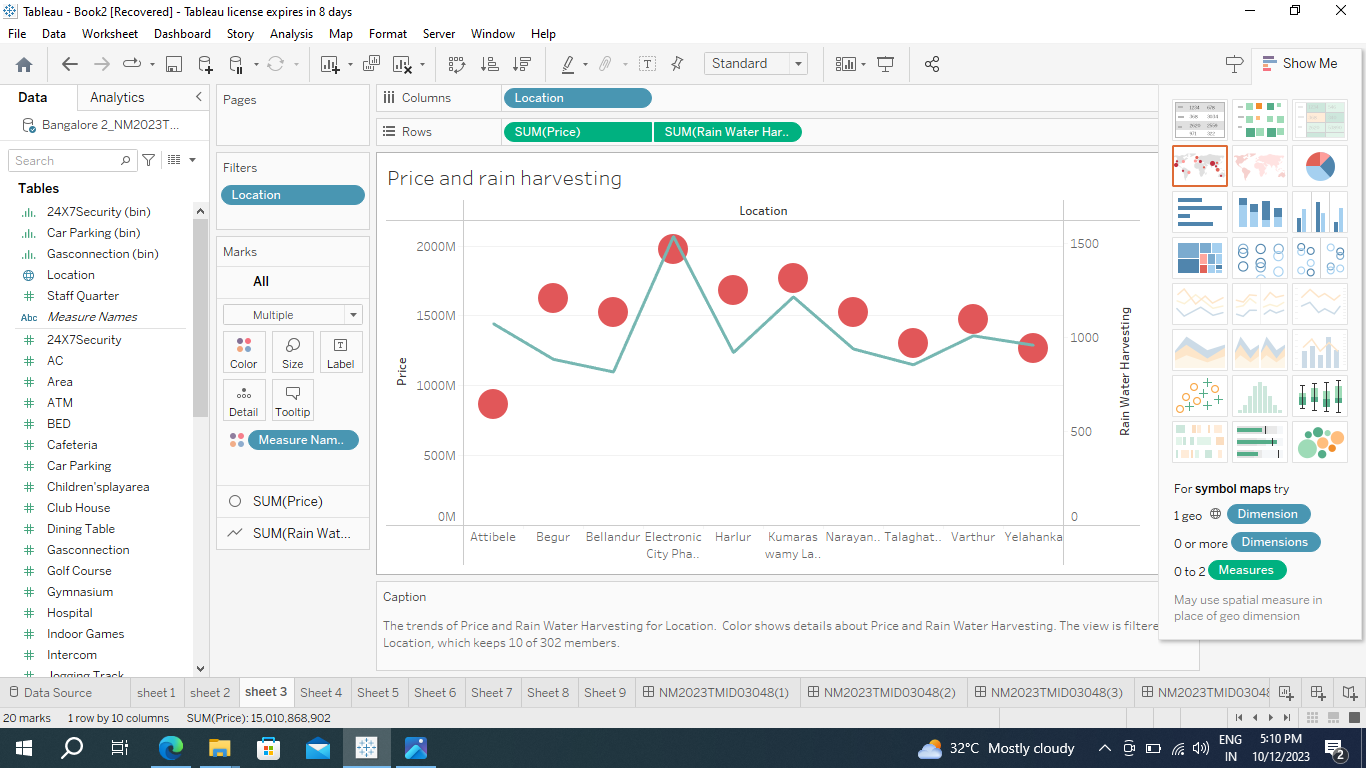 Tableau - Book2 [Recovered] - Tableau license expires in 8 days
File Data Worksheet Dashboard Story Analysis Map Format Server Window Help
Standard
Show Me
Data Analytics
Bangalore 2_NM2023T...
Search
Tables
24X7Security (bin)
Car Parking (bin)
Gasconnection (bin)
Location
Staff Quarter
Abc Measure Names
24X7Security
AC
Area
ATM
BED
Cafeteria
Car Parking
Children'splayarea
Club House
Dining Table
Gasconnection
Golf Course
Gymnasium
Hospital
Indoor Games
Intercom
Jogging Track
Pages
Filters
Location
Marks
All
Multiple
Color Size Label
Detail Tooltip
Measure Nam..
SUM(Price)
SUM(Rain Wat...
Columns Location
Rows SUM(Price) SUM(Rain Water Har..
Price and rain harvesting
Location
2000M
1500M
1000M
500M
0M
Price
1500
1000
500
0
Rain Water Harvesting
Attibele Begur Bellandur Electronic City Pha.. Harlur Kumaras wamy La.. Narayan.. Talaghat.. Varthur Yelahanka
Caption
The trends of Price and Rain Water Harvesting for Location. Color shows details about Price and Rain Water Harvesting. The view is filtere
Location, which keeps 10 of 302 members.
For symbol maps try
1 geo Dimension
0 or more Dimensions
0 to 2 Measures
May use spatial measure in
place of geo dimension
Data Source sheet 1 sheet 2 sheet 3 Sheet 4 Sheet 5 Sheet 6 Sheet 7 Sheet 8 Sheet 9 NM2023TMID03048(1) NM2023TMID03048(2) NM2023TMID03048(3) NM2023TMID03048
20 marks 1 row by 10 columns SUM(Price): 15,010,868,902
32°C Mostly cloudy
ENG
IN
5:10 PM
10/12/2023
2